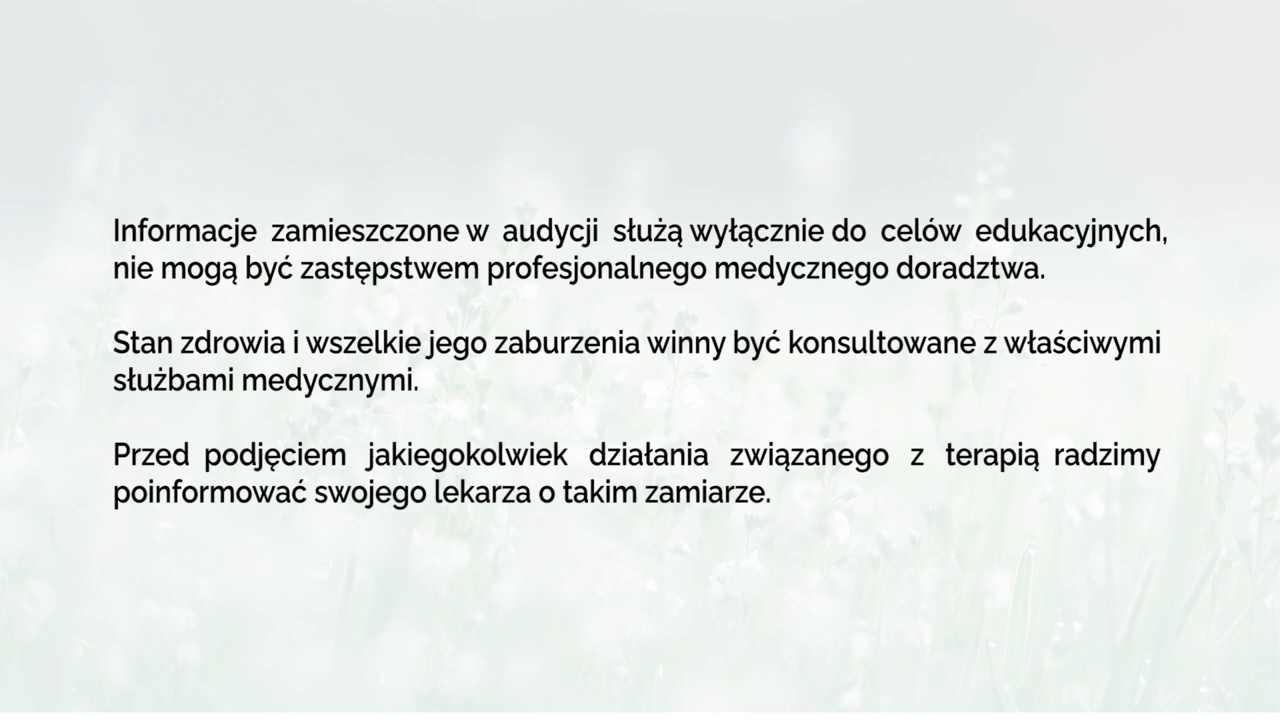 Informacje zamieszczone w audycji służą wyłącznie do celów edukacyjnych,
nie mogą być zastępstwem profesjonalnego medycznego doradztwa.
Stan zdrowia i wszelkie jego zaburzenia winny być konsultowane z właściwymi
służbami medycznymi.
Przed podjęciem jakiegokolwiek działania związanego z terapią radzimy
poinformować swojego lekarza o takim zamiarze.